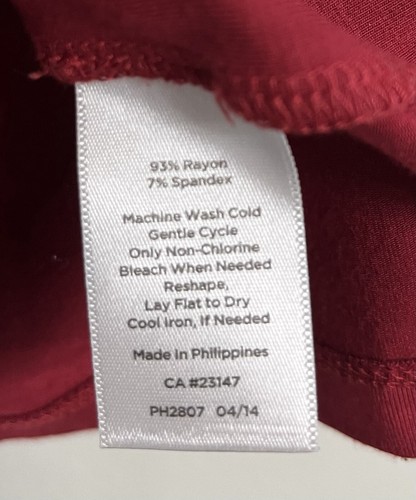 93% Rayon
7% Spandex
Machine Wash Cold
Gentle Cycle
Only Non-Chlorine
Bleach When Needed
Reshape,
Lay Flat to Dry
Cool Iron, If Needed
Made in Philippines
CA #23147
PH2807 04/14